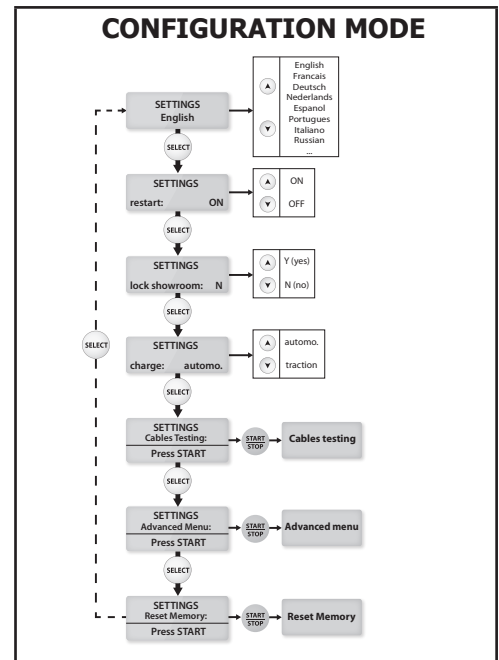 CONFIGURATION MODE
SETTINGS
English
English
Francais
Deutsch
Nederlands
Espanol
Portugues
Italiano
Russian
...
SELECT
SETTINGS
restart: ON
ON
OFF
SELECT
SETTINGS
lock showroom: N
Y (yes)
N (no)
SELECT
SETTINGS
charge: automo.
automo.
traction
SELECT
SELECT
SETTINGS
Cables Testing:
Press START
START
STOP
Cables testing
SELECT
SETTINGS
Advanced Menu:
Press START
START
STOP
Advanced menu
SELECT
SETTINGS
Reset Memory:
Press START
START
STOP
Reset Memory